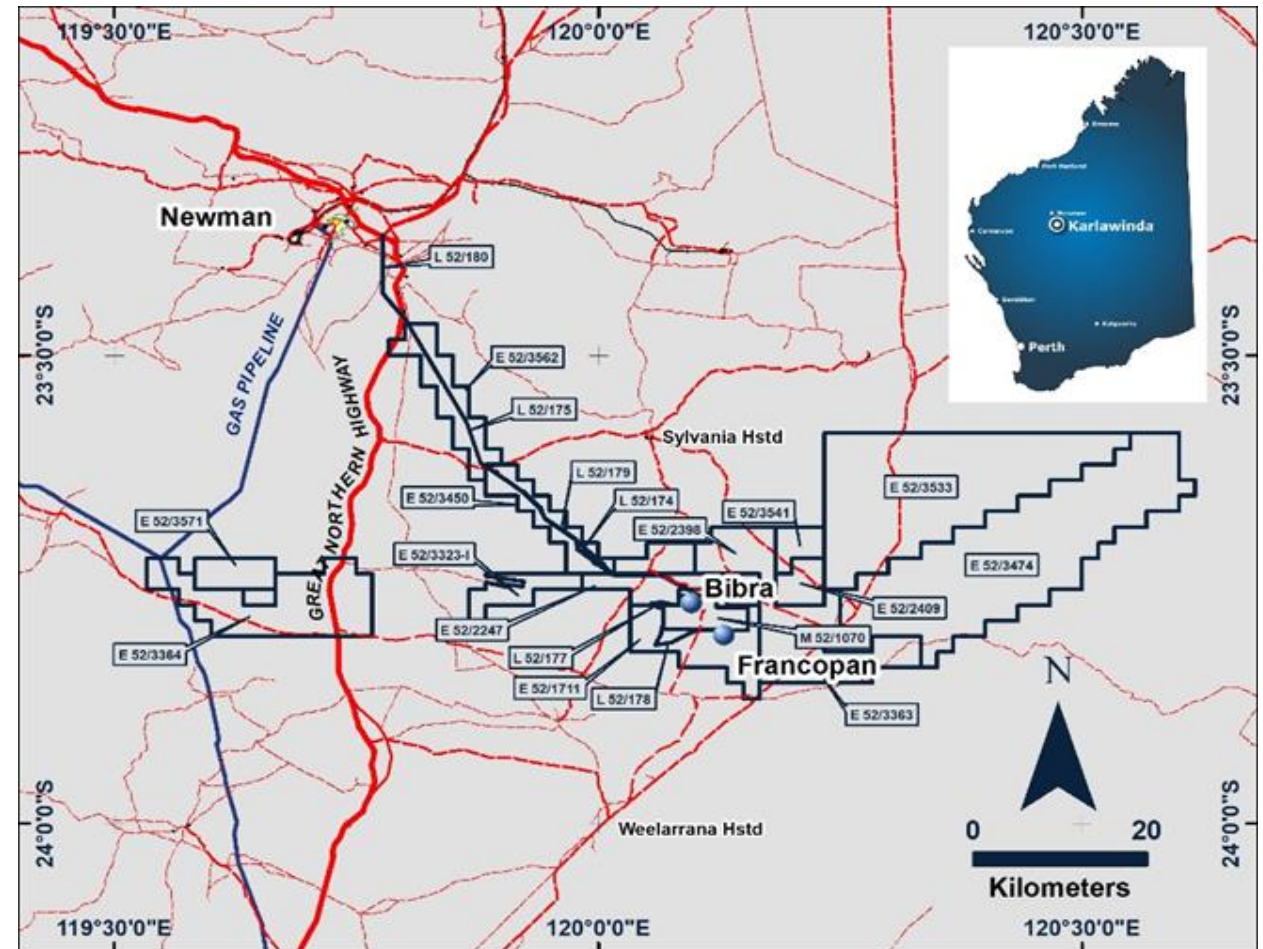 119°30'0"E
120°0'0"E
120°30'0"E
Newman
L 52/180
Karlawinda
Perth
23°30'0"S
23°30'0"S
GAS PIPELINE
GREAT NORTHERN HIGHWAY
E 52/3562
L 52/175
Sylvania Hstd
L 52/179
E 52/3450
L 52/174
E 52/3533
E 52/3571
E 52/2398
E 52/3541
E 52/3323-I
E 52/3474
Bibra
E 52/2409
E 52/2247
M 52/1070
E 52/3364
L 52/177
Francopan
E 52/1711
L 52/178
E 52/3363
N
Weelarrana Hstd
24°0'0"S
24°0'0"S
0 20
Kilometers
119°30'0"E
120°0'0"E
120°30'0"E